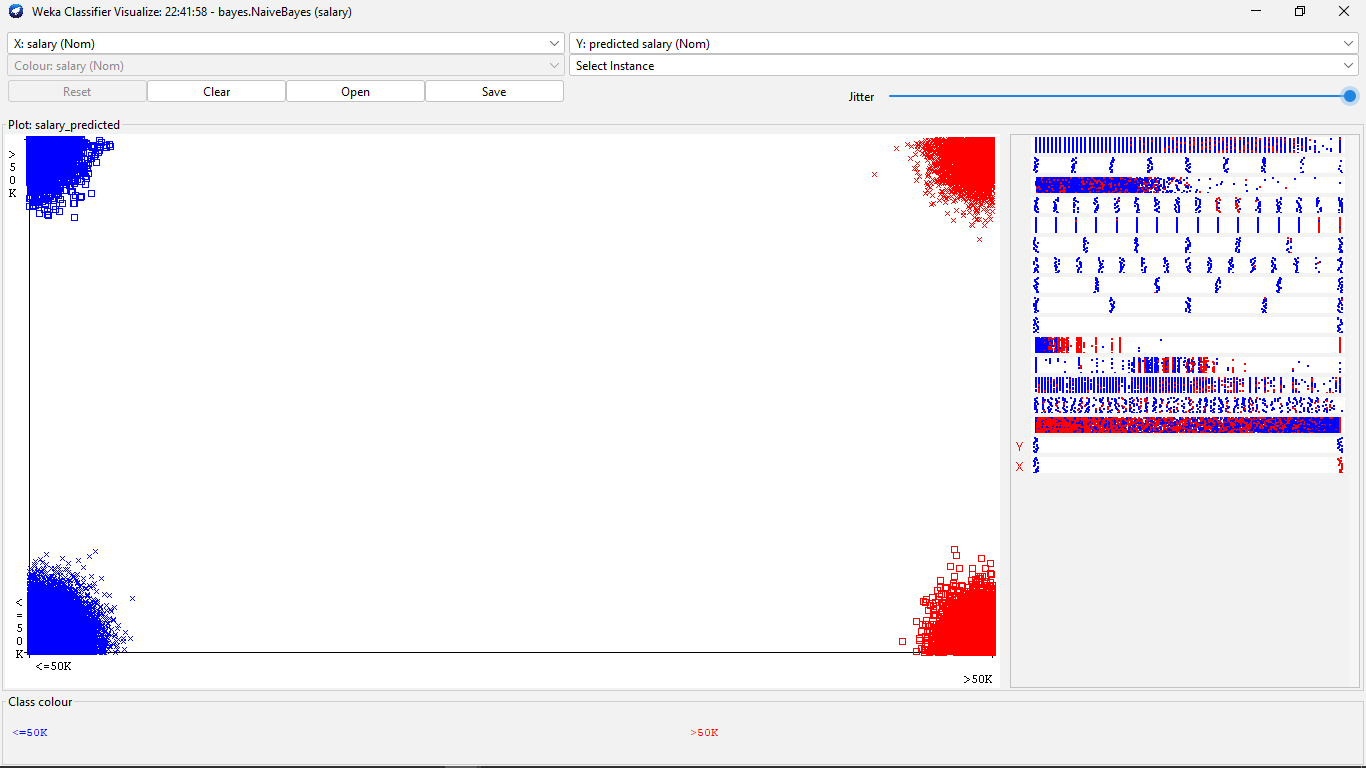 Weka Classifier Visualize: 22:41:58 - bayes.NaiveBayes (salary)
X: salary (Nom)
Y: predicted salary (Nom)
Colour: salary (Nom)
Select Instance
Reset
Clear
Open
Save
Jitter
Plot: salary_predicted
>50K
<=50K
<=50K
>50K
Y
X
Class colour
<=50K
>50K